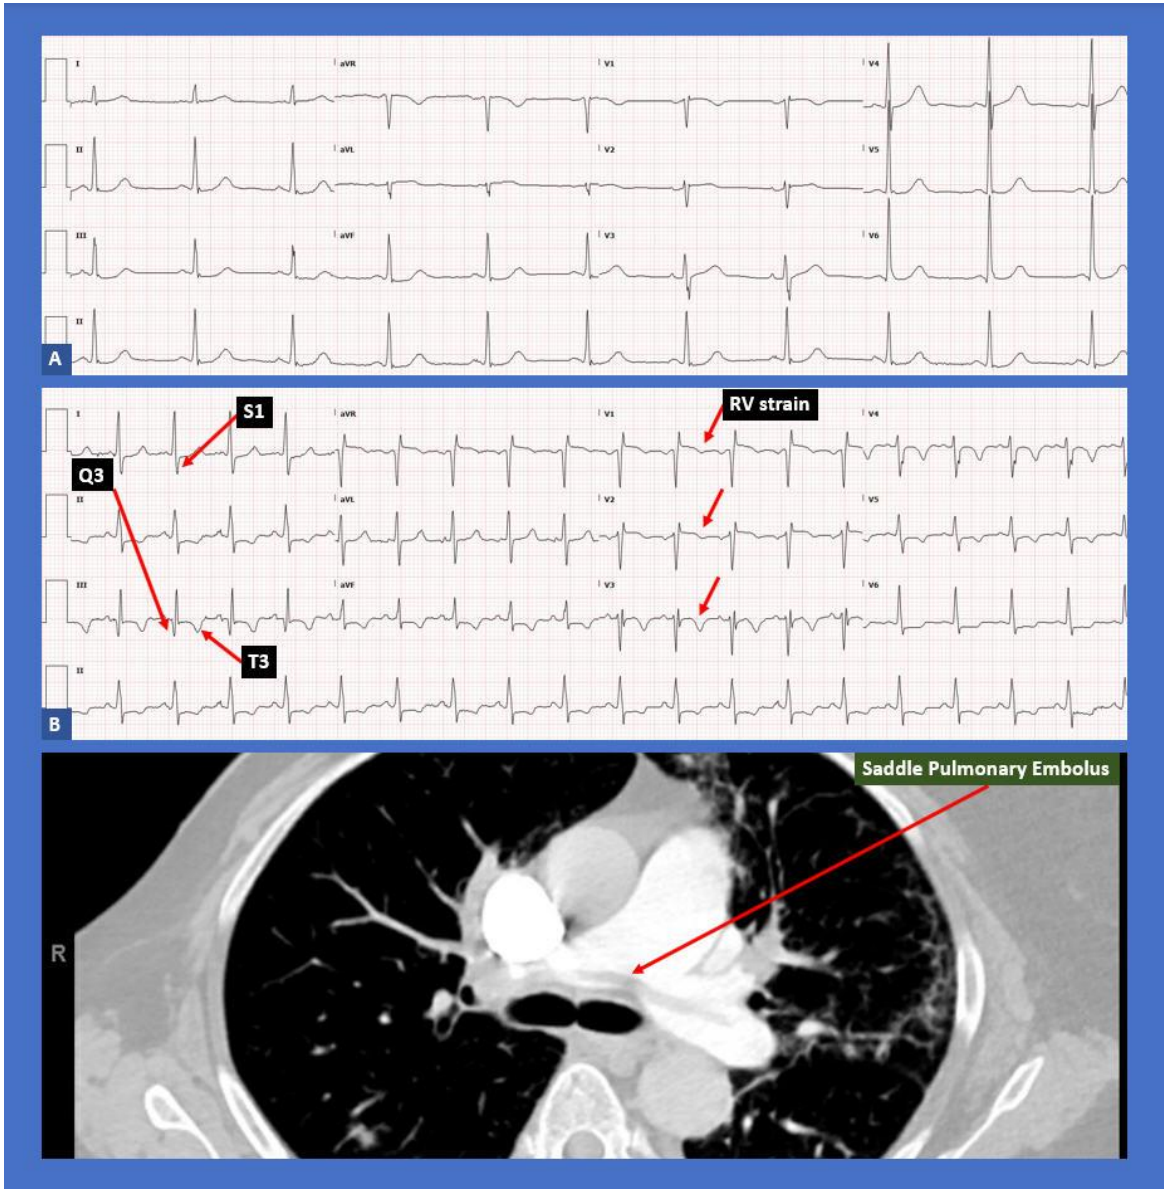 I aVR V1 V4
II aVL V2 V5
III aVF V3 V6
II
A
S1
RV strain
I aVR V1 V4
Q3
II aVL V2 V5
III aVF V3 V6
T3
II
B
Saddle Pulmonary Embolus
R